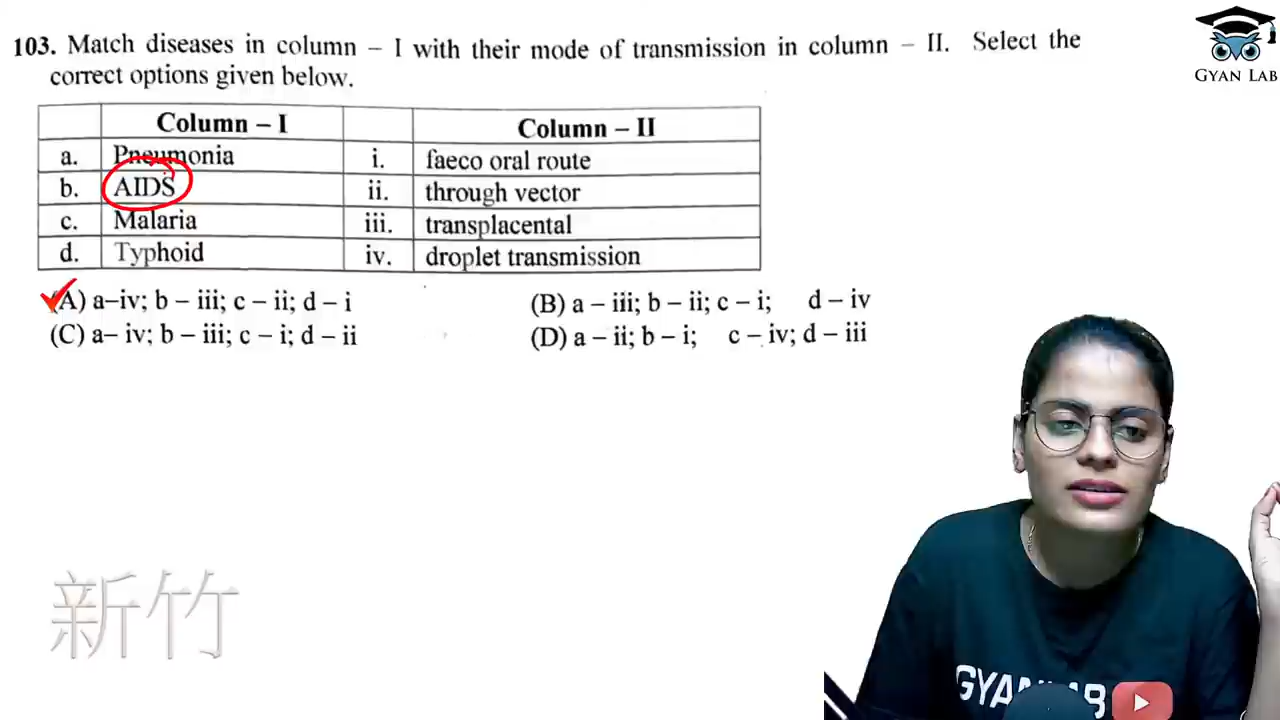 103. Match diseases in column – I with their mode of transmission in column – II. Select the
correct options given below.
Column – I Column – II
a. Pneumonia i. faeco oral route
b. AIDS ii. through vector
c. Malaria iii. transplacental
d. Typhoid iv. droplet transmission
(A) a–iv; b – iii; c – ii; d – i (B) a – iii; b – ii; c – i; d – iv
(C) a– iv; b – iii; c – i; d – ii (D) a – ii; b – i; c – iv; d – iii
GYAN LAB
新竹
GYANLAB